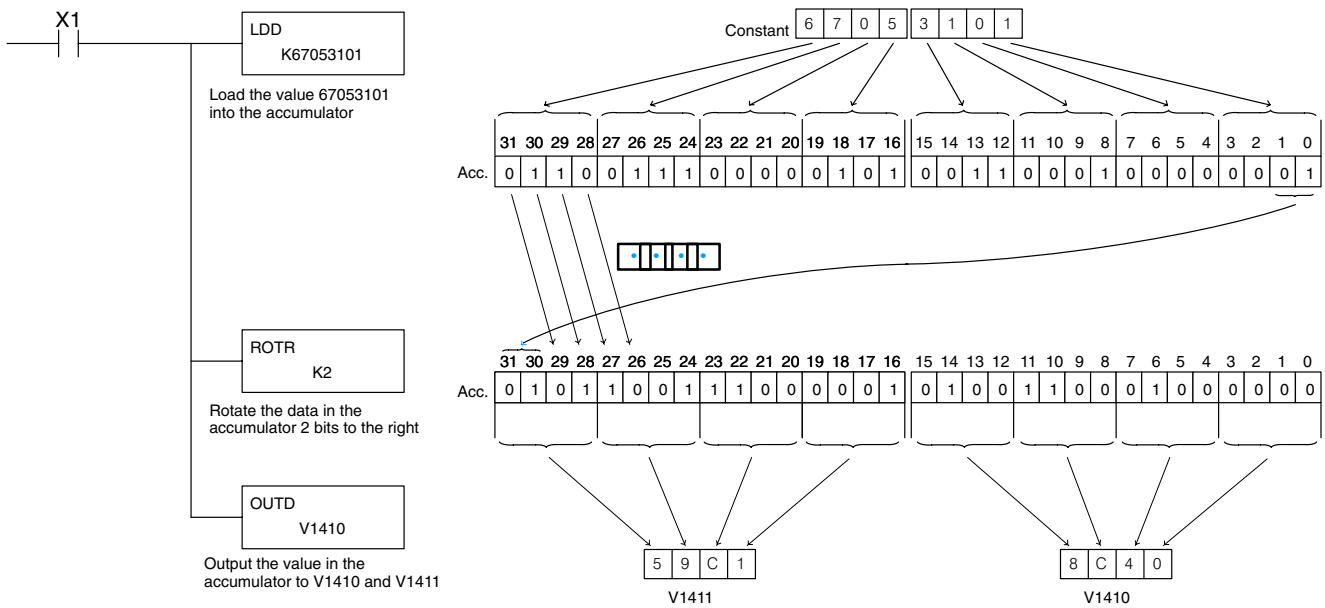 X1
LDD
K67053101
Load the value 67053101
into the accumulator
ROTR
K2
Rotate the data in the
accumulator 2 bits to the right
OUTD
V1410
Output the value in the
accumulator to V1410 and V1411
Constant 6 7 0 5 3 1 0 1
31 30 29 28 27 26 25 24 23 22 21 20 19 18 17 16 15 14 13 12 11 10 9 8 7 6 5 4 3 2 1 0
Acc. 0 1 1 0 0 1 1 1 0 0 0 0 0 1 0 1 0 0 1 1 0 0 0 1 0 0 0 0 0 0 0 1
31 30 29 28 27 26 25 24 23 22 21 20 19 18 17 16 15 14 13 12 11 10 9 8 7 6 5 4 3 2 1 0
Acc. 0 1 0 1 1 0 0 1 1 1 0 0 0 0 0 1 0 1 0 0 1 1 0 0 0 1 0 0 0 0 0 0
5 9 C 1
V1411
8 C 4 0
V1410